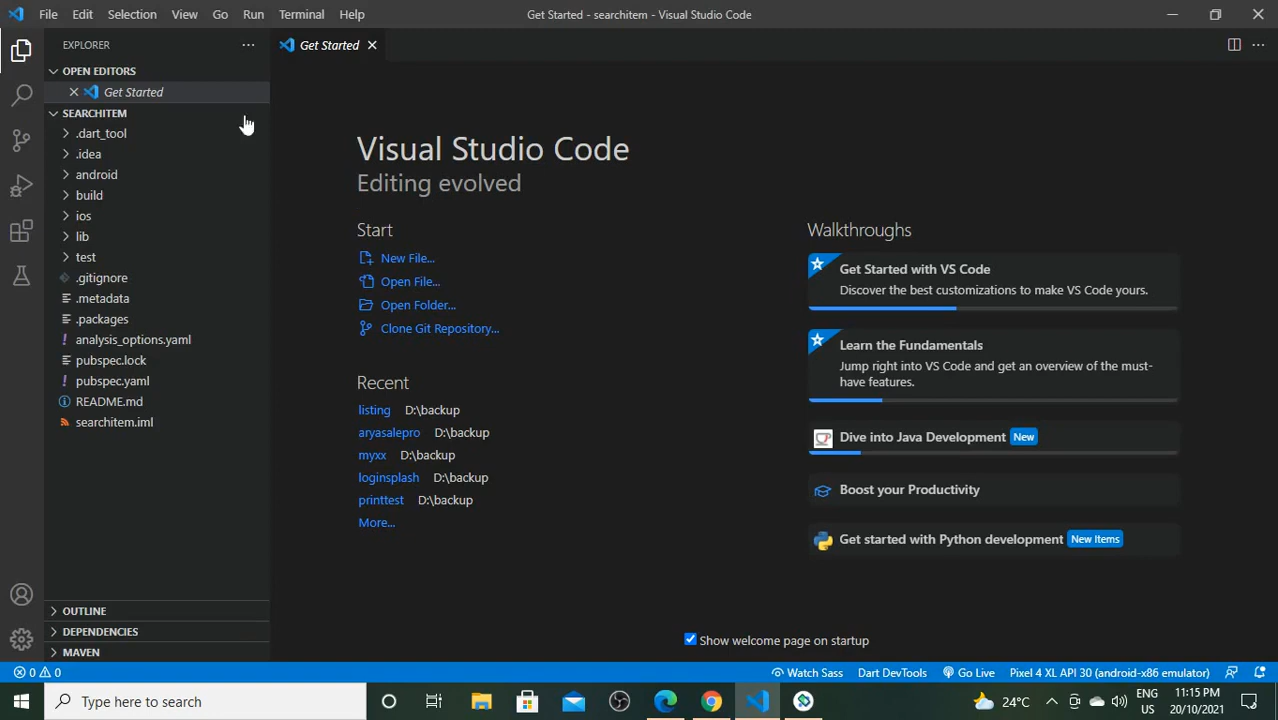 File Edit Selection View Go Run Terminal Help
Get Started - searchitem - Visual Studio Code
EXPLORER
Get Started
OPEN EDITORS
Get Started
SEARCHITEM
.dart_tool
.idea
android
build
ios
lib
test
.gitignore
.metadata
.packages
analysis_options.yaml
pubspec.lock
pubspec.yaml
README.md
searchitem.iml
OUTLINE
DEPENDENCIES
MAVEN
Visual Studio Code
Editing evolved
Start
New File...
Open File...
Open Folder...
Clone Git Repository...
Recent
listing D:\backup
aryasalepro D:\backup
myxx D:\backup
loginsplash D:\backup
printtest D:\backup
More...
Walkthroughs
Get Started with VS Code
Discover the best customizations to make VS Code yours.
Learn the Fundamentals
Jump right into VS Code and get an overview of the must-
have features.
Dive into Java Development New
Boost your Productivity
Get started with Python development New Items
Show welcome page on startup
0 0
Watch Sass Dart DevTools Go Live Pixel 4 XL API 30 (android-x86 emulator)
Type here to search
24°C
ENG
US
11:15 PM
20/10/2021